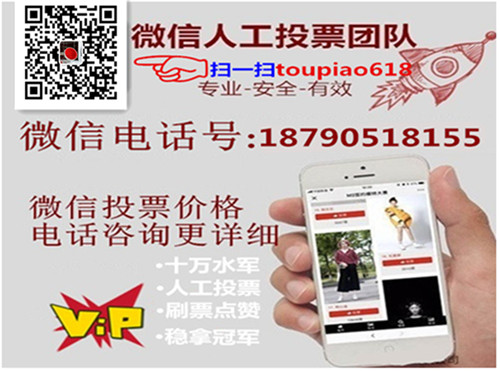 微信人工投票团队
扫一扫toupiao618
专业-安全-有效
微信电话号:18790518155
微信投票价格
电话咨询更详细
·十万水军
·人工投票
·刷票点赞
·稳拿冠军
ViP